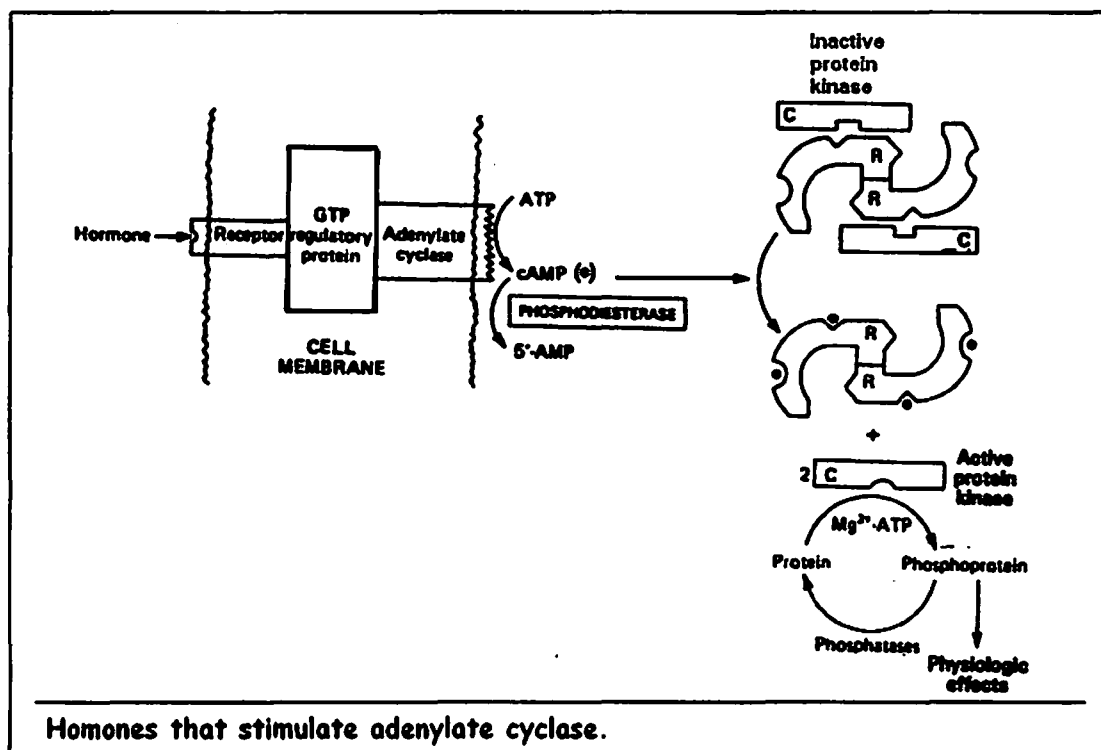 Inactive
protein
kinase
C
R
R
C
Hormone
Receptor
GTP
regulatory
protein
Adenylate
cyclase
ATP
cAMP (•)
PHOSPHODIESTERASE
5'-AMP
CELL
MEMBRANE
R
R
+
2 C
Active
protein
kinase
Mg²⁺·ATP
Protein
Phosphoprotein
Phosphatases
Physiologic
effects
Homones that stimulate adenylate cyclase.